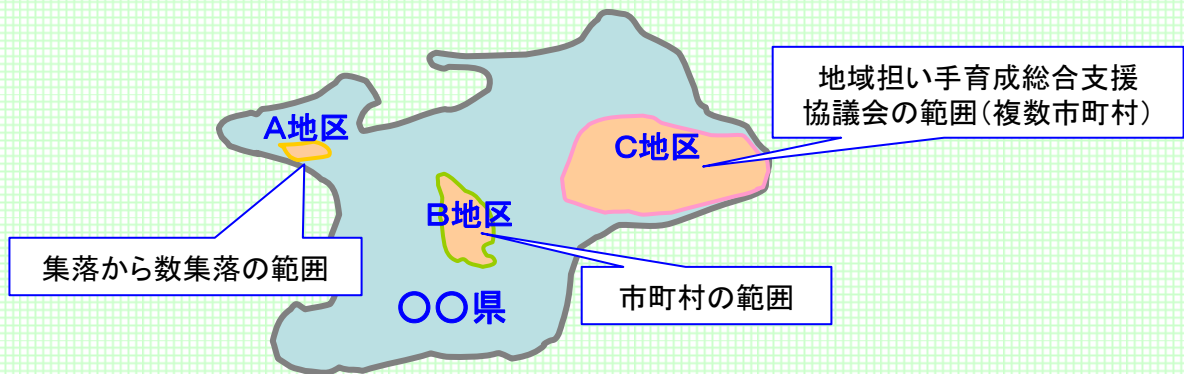 地域担い手育成総合支援
協議会の範囲(複数市町村)
A地区
C地区
B地区
集落から数集落の範囲
市町村の範囲
○○県